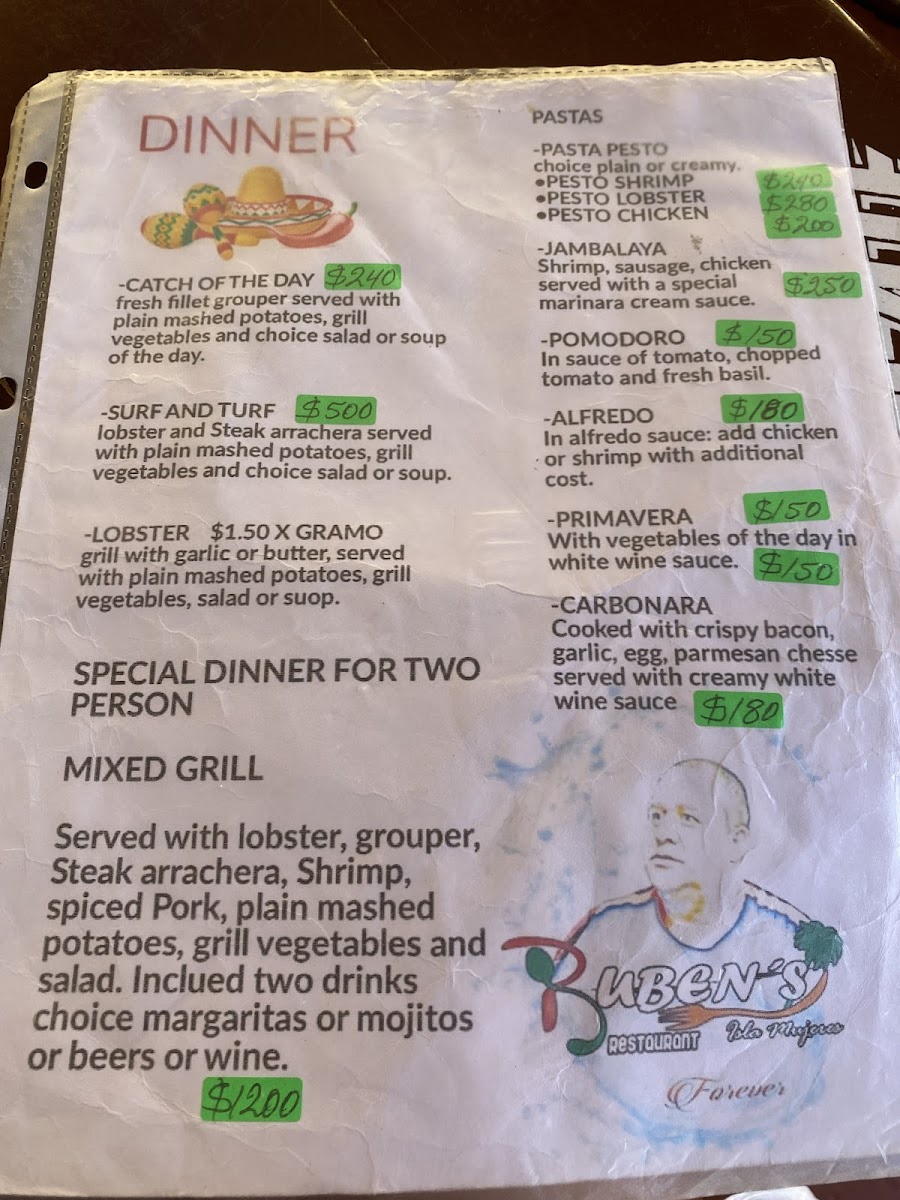 DINNER
-CATCH OF THE DAY $240
fresh fillet grouper served with
plain mashed potatoes, grill
vegetables and choice salad or soup
of the day.
-SURF AND TURF $500
lobster and Steak arrachera served
with plain mashed potatoes, grill
vegetables and choice salad or soup.
-LOBSTER $1.50 X GRAMO
grill with garlic or butter, served
with plain mashed potatoes, grill
vegetables, salad or suop.
SPECIAL DINNER FOR TWO
PERSON
MIXED GRILL
Served with lobster, grouper,
Steak arrachera, Shrimp,
spiced Pork, plain mashed
potatoes, grill vegetables and
salad. Inclued two drinks
choice margaritas or mojitos
or beers or wine.
$1200
PASTAS
-PASTA PESTO
choice plain or creamy.
•PESTO SHRIMP $240
•PESTO LOBSTER $280
•PESTO CHICKEN $200
-JAMBALAYA
Shrimp, sausage, chicken
served with a special $250
marinara cream sauce.
-POMODORO $150
In sauce of tomato, chopped
tomato and fresh basil.
-ALFREDO $180
In alfredo sauce: add chicken
or shrimp with additional
cost.
-PRIMAVERA $150
With vegetables of the day in
white wine sauce. $150
-CARBONARA
Cooked with crispy bacon,
garlic, egg, parmesan chesse
served with creamy white
wine sauce $180
RUBEN´S
RESTAURANT Isla Mujeres
Forever